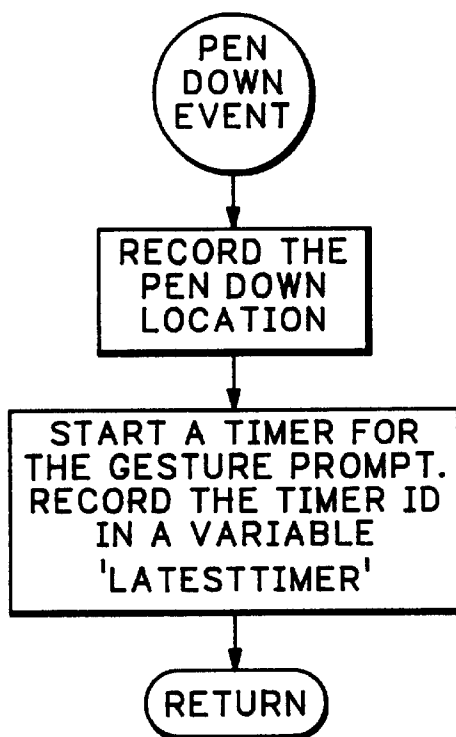 PEN
DOWN
EVENT
RECORD THE
PEN DOWN
LOCATION
START A TIMER FOR
THE GESTURE PROMPT.
RECORD THE TIMER ID
IN A VARIABLE
'LATESTTIMER'
RETURN